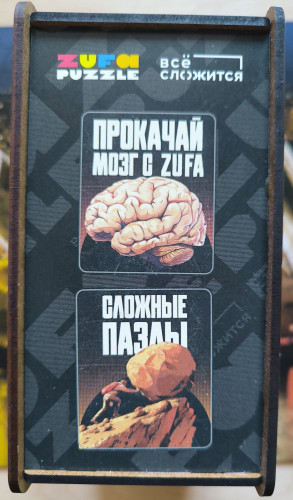 ZUFA
PUZZLE
ВСЁ
СЛОЖИТСЯ
ПРОКАЧАЙ
МОЗГ С ZUFA
СЛОЖНЫЕ
ПАЗЛЫ